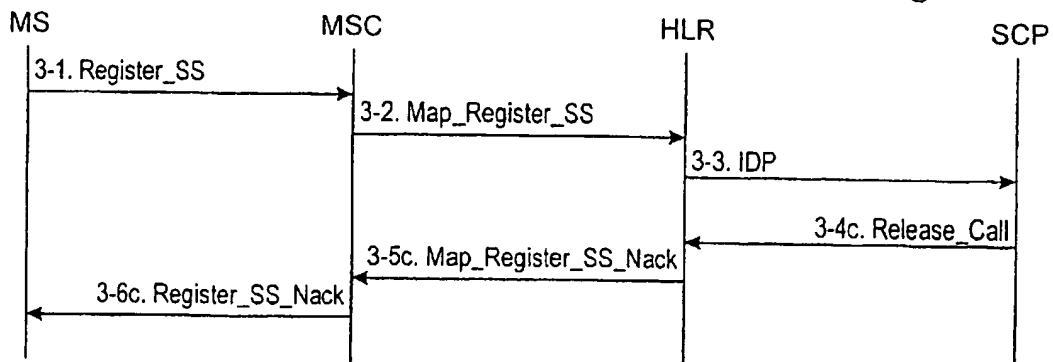 MS MSC HLR SCP
3-1. Register_SS
3-2. Map_Register_SS
3-3. IDP
3-4c. Release_Call
3-5c. Map_Register_SS_Nack
3-6c. Register_SS_Nack